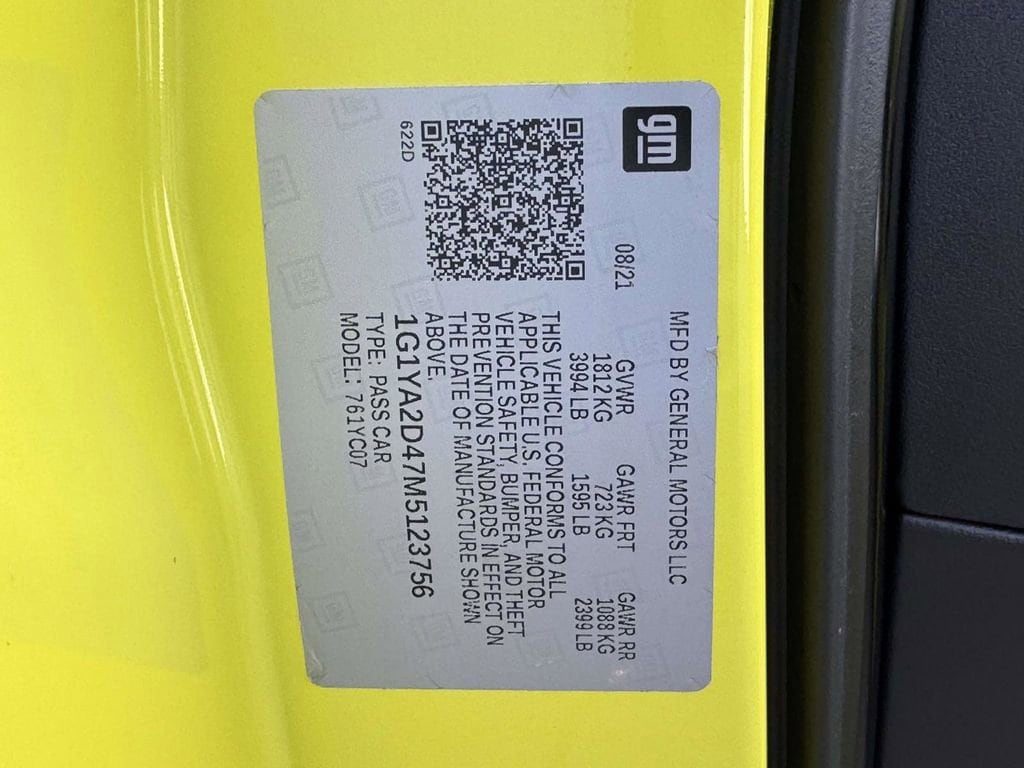 gm
MFD BY GENERAL MOTORS LLC
08/21
GVWR GAWR FRT GAWR RR
1812 KG 723 KG 1088 KG
3994 LB 1595 LB 2399 LB
THIS VEHICLE CONFORMS TO ALL
APPLICABLE U.S. FEDERAL MOTOR
VEHICLE SAFETY, BUMPER, AND THEFT
PREVENTION STANDARDS IN EFFECT ON
THE DATE OF MANUFACTURE SHOWN
ABOVE.
622D
1G1YA2D47M5123756
TYPE: PASS CAR
MODEL: 761YC07